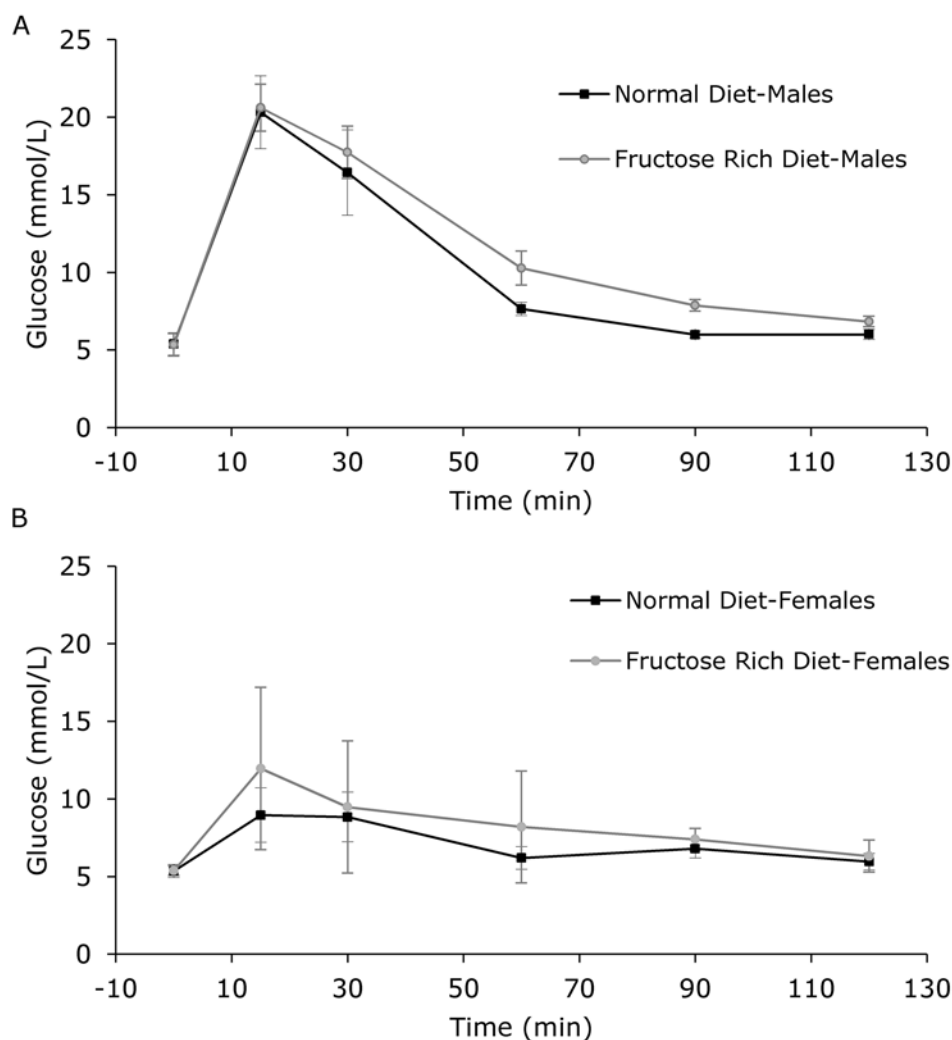 A
25
20
15
10
5
0
Glucose (mmol/L)
Normal Diet-Males
Fructose Rich Diet-Males
-10 10 30 50 70 90 110 130
Time (min)
B
25
20
15
10
5
0
Glucose (mmol/L)
Normal Diet-Females
Fructose Rich Diet-Females
-10 10 30 50 70 90 110 130
Time (min)